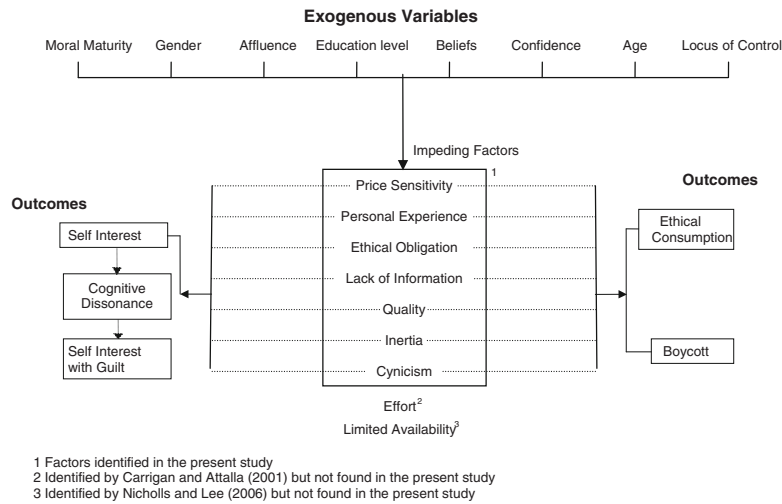 Exogenous Variables
Moral Maturity Gender Affluence Education level Beliefs Confidence Age Locus of Control
Impeding Factors
1
Price Sensitivity
Personal Experience
Ethical Obligation
Lack of Information
Quality
Inertia
Cynicism
Effort2
Limited Availability3
Outcomes
Self Interest
Cognitive
Dissonance
Self Interest
with Guilt
Outcomes
Ethical
Consumption
Boycott
1 Factors identified in the present study
2 Identified by Carrigan and Attalla (2001) but not found in the present study
3 Identified by Nicholls and Lee (2006) but not found in the present study